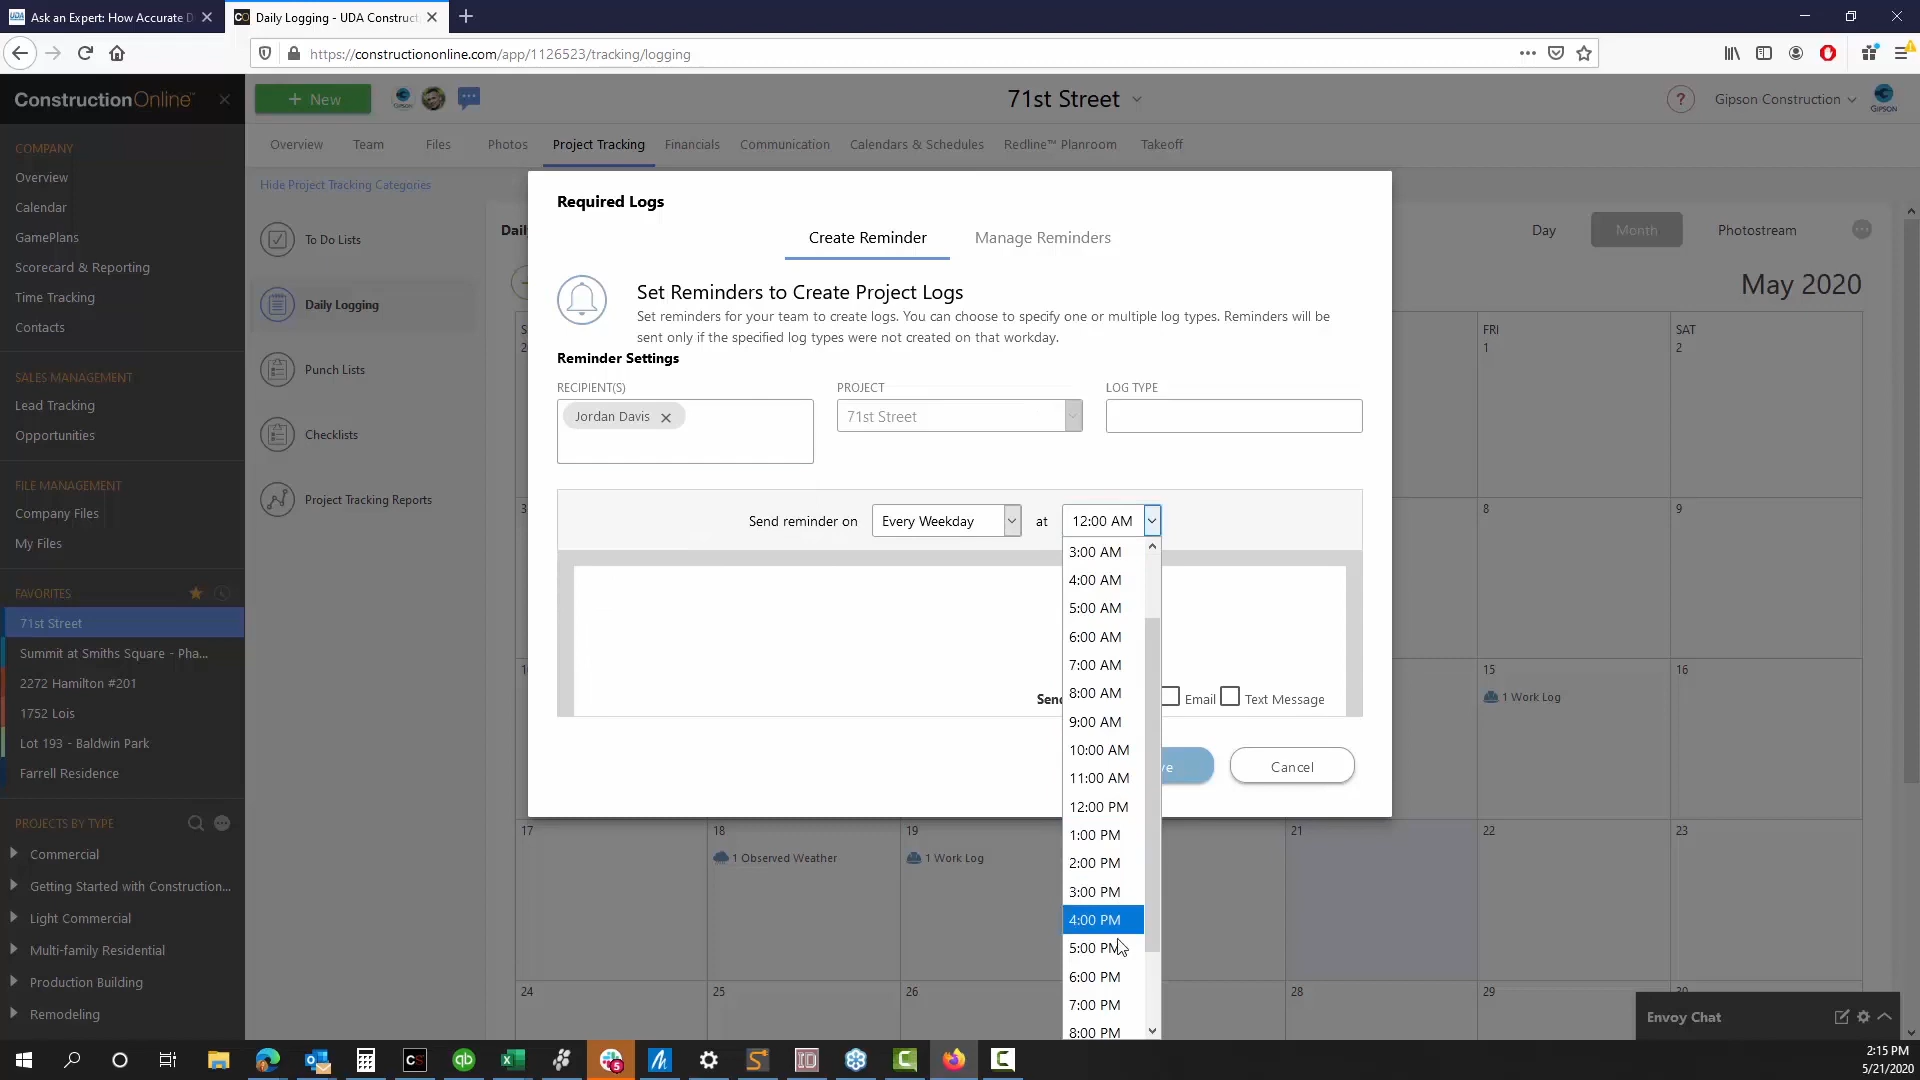 Ask an Expert: How Accurate D
Daily Logging - UDA Construct
https://constructiononline.com/app/1126523/tracking/logging
ConstructionOnline™
New
71st Street
Gipson Construction
GIPSON
Overview
Team
Files
Photos
Project Tracking
Financials
Communication
Calendars & Schedules
Redline™ Planroom
Takeoff
COMPANY
Overview
Calendar
GamePlans
Scorecard & Reporting
Time Tracking
Contacts
SALES MANAGEMENT
Lead Tracking
Opportunities
FILE MANAGEMENT
Company Files
My Files
FAVORITES
71st Street
Summit at Smiths Square - Pha...
2272 Hamilton #201
1752 Lois
Lot 193 - Baldwin Park
Farrell Residence
PROJECTS BY TYPE
Commercial
Getting Started with Construction...
Light Commercial
Multi-family Residential
Production Building
Remodeling
Hide Project Tracking Categories
To Do Lists
Daily Logging
Punch Lists
Checklists
Project Tracking Reports
Day
Month
Photostream
May 2020
FRI
1
SAT
2
8
9
15
1 Work Log
16
17
18
1 Observed Weather
19
1 Work Log
21
22
23
24
25
26
28
29
30
Required Logs
Create Reminder
Manage Reminders
Set Reminders to Create Project Logs
Set reminders for your team to create logs. You can choose to specify one or multiple log types. Reminders will be
sent only if the specified log types were not created on that workday.
Reminder Settings
RECIPIENT(S)
PROJECT
LOG TYPE
Jordan Davis
71st Street
Send reminder on
Every Weekday
at
12:00 AM
3:00 AM
4:00 AM
5:00 AM
6:00 AM
7:00 AM
8:00 AM
9:00 AM
10:00 AM
11:00 AM
12:00 PM
1:00 PM
2:00 PM
3:00 PM
4:00 PM
5:00 PM
6:00 PM
7:00 PM
8:00 PM
Email
Text Message
Cancel
Envoy Chat
2:15 PM
5/21/2020